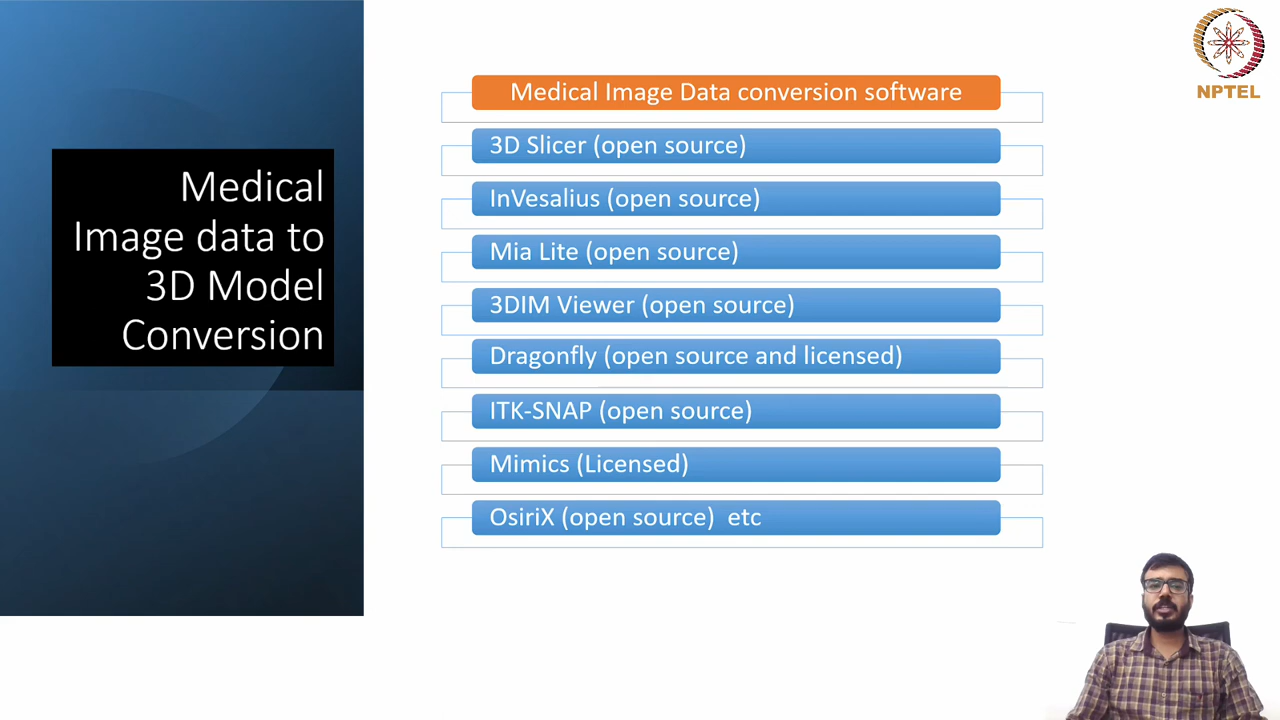 Medical
Image data to
3D Model
Conversion
Medical Image Data conversion software
3D Slicer (open source)
InVesalius (open source)
Mia Lite (open source)
3DIM Viewer (open source)
Dragonfly (open source and licensed)
ITK-SNAP (open source)
Mimics (Licensed)
OsiriX (open source) etc
NPTEL